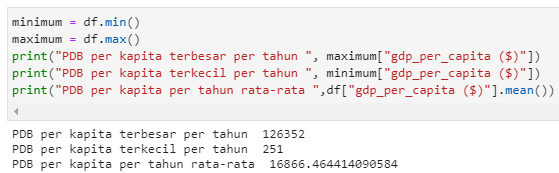 minimum = df.min()
maximum = df.max()
print("PDB per kapita terbesar per tahun ", maximum["gdp_per_capita ($)"])
print("PDB per kapita terkecil per tahun ", minimum["gdp_per_capita ($)"])
print("PDB per kapita per tahun rata-rata ",df["gdp_per_capita ($)"].mean())
PDB per kapita terbesar per tahun  126352
PDB per kapita terkecil per tahun  251
PDB per kapita per tahun rata-rata  16866.464414090584